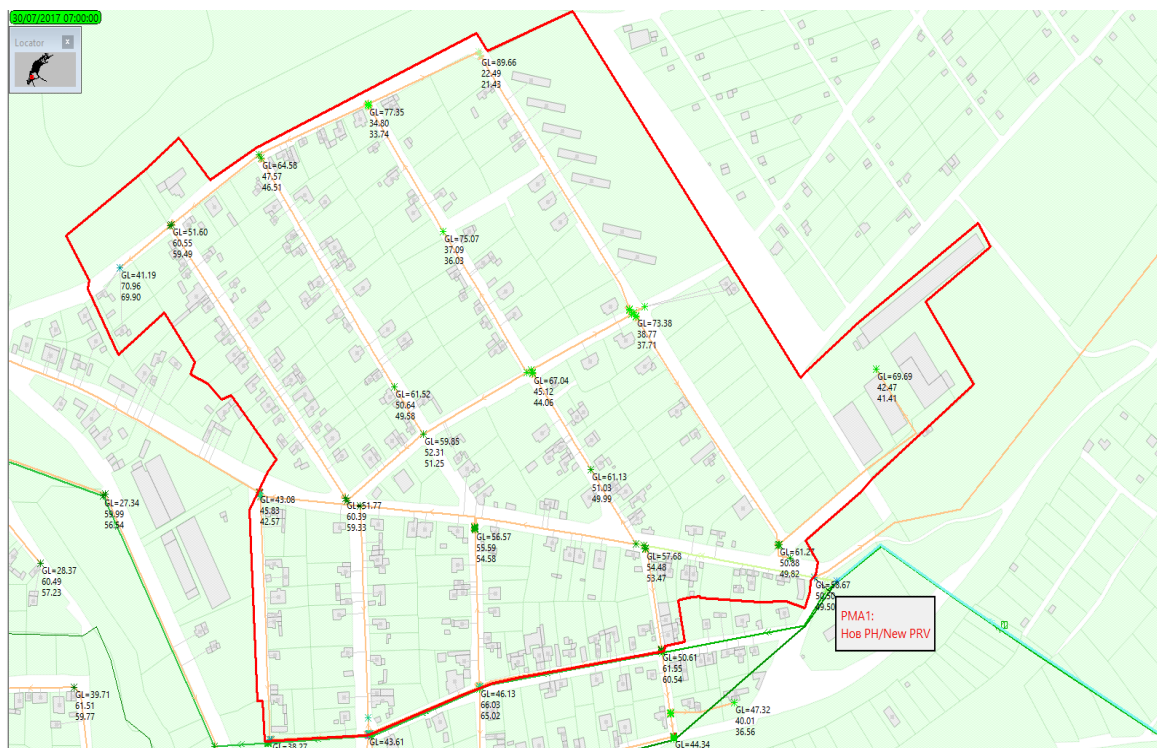 30/07/2017 07:00:00
Locator
x
GL=89.66
22.49
21.43
GL=77.35
34.80
33.74
GL=64.58
47.57
46.51
GL=51.60
60.55
59.49
GL=75.07
37.09
36.03
GL=41.19
70.96
69.90
GL=73.38
38.77
37.71
GL=67.04
45.12
44.06
GL=69.69
42.47
41.41
GL=61.52
50.64
49.58
GL=59.85
52.31
51.25
GL=61.13
51.03
49.99
GL=27.34
59.99
56.54
GL=43.08
45.83
42.57
GL=51.77
60.39
59.33
GL=56.57
55.59
54.58
GL=57.68
54.48
53.47
50.88
49.82
GL=28.37
60.49
57.23
GL=58.67
50.50
49.50
PMA1:
Нов РН/New PRV
GL=50.61
61.55
60.54
GL=39.71
61.51
59.77
GL=46.13
66.03
65.02
GL=47.32
40.01
36.56
GL=43.61
GL=38.27
GL=44.34